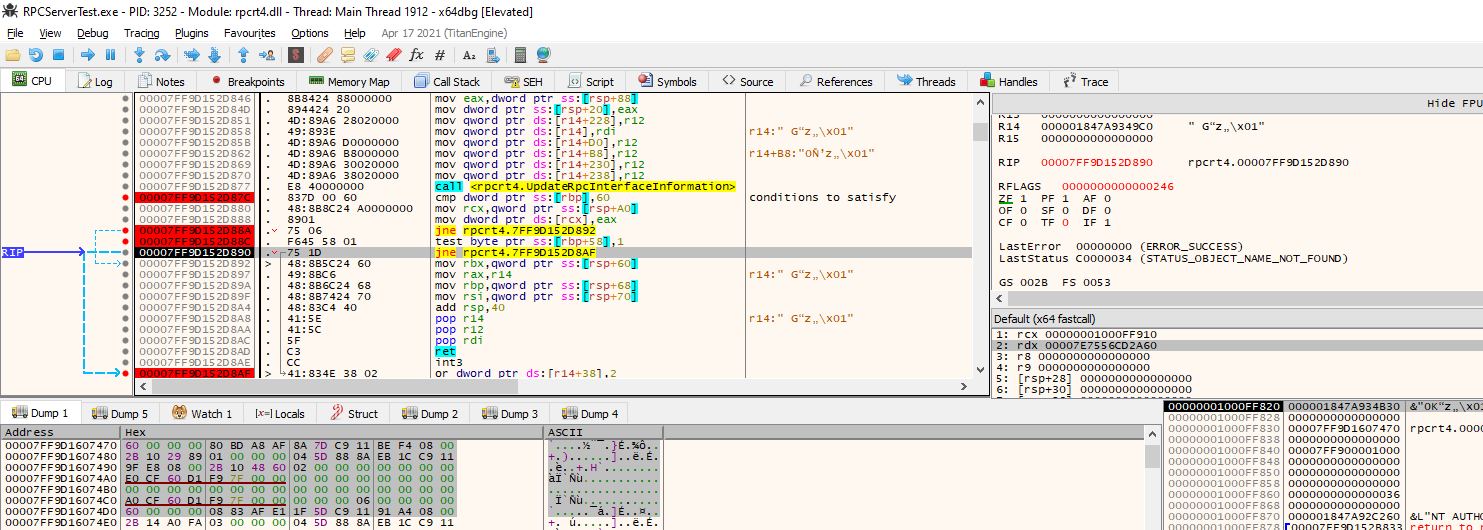 RPCServerTest.exe - PID: 3252 - Module: rpcrt4.dll - Thread: Main Thread 1912 - x64dbg [Elevated]
File View Debug Tracing Plugins Favourites Options Help Apr 17 2021 (TitanEngine)
CPU Log Notes Breakpoints Memory Map Call Stack SEH Script Symbols Source References Threads Handles Trace
00007FF9D152D846 . 8B8424 88000000 mov eax,dword ptr ss:[rsp+88]
00007FF9D152D84D . 894424 20 mov dword ptr ss:[rsp+20],eax
00007FF9D152D851 . 4D:89A6 28020000 mov qword ptr ds:[r14+228],r12
00007FF9D152D858 . 49:893E mov qword ptr ds:[r14],rdi r14:" G“z„\x01"
00007FF9D152D85B . 4D:89A6 D0000000 mov qword ptr ds:[r14+D0],r12
00007FF9D152D862 . 4D:89A6 B8000000 mov qword ptr ds:[r14+B8],r12 r14+B8:"OÑ’z„\x01"
00007FF9D152D869 . 4D:89A6 30020000 mov qword ptr ds:[r14+230],r12
00007FF9D152D870 . 4D:89A6 38020000 mov qword ptr ds:[r14+238],r12
00007FF9D152D877 . E8 40000000 call <rpcrt4.UpdateRpcInterfaceInformation>
00007FF9D152D87C . 837D 00 60 cmp dword ptr ss:[rbp],60 conditions to satisfy
00007FF9D152D880 . 48:8B8C24 A0000000 mov rcx,qword ptr ss:[rsp+A0]
00007FF9D152D888 . 8901 mov dword ptr ds:[rcx],eax
00007FF9D152D88A . 75 06 jne rpcrt4.7FF9D152D892
00007FF9D152D88C . F645 58 01 test byte ptr ss:[rbp+58],1
RIP 00007FF9D152D890 . 75 1D jne rpcrt4.7FF9D152D8AF
00007FF9D152D892 > 48:8B5C24 60 mov rbx,qword ptr ss:[rsp+60]
00007FF9D152D897 . 49:8BC6 mov rax,r14 r14:" G“z„\x01"
00007FF9D152D89A . 48:8B6C24 68 mov rbp,qword ptr ss:[rsp+68]
00007FF9D152D89F . 48:8B7424 70 mov rsi,qword ptr ss:[rsp+70]
00007FF9D152D8A4 . 48:83C4 40 add rsp,40
00007FF9D152D8A8 . 41:5E pop r14 r14:" G“z„\x01"
00007FF9D152D8AA . 41:5C pop r12
00007FF9D152D8AC . 5F pop rdi
00007FF9D152D8AD . C3 ret
00007FF9D152D8AE . CC int3
00007FF9D152D8AF > 41:834E 38 02 or dword ptr ds:[r14+38],2
Hide FPU
R14 000001847A9349C0 " G“z„\x01"
R15 0000000000000000
RIP 00007FF9D152D890 rpcrt4.00007FF9D152D890
RFLAGS 0000000000000246
ZF 1 PF 1 AF 0
OF 0 SF 0 DF 0
CF 0 TF 0 IF 1
LastError 00000000 (ERROR_SUCCESS)
LastStatus C0000034 (STATUS_OBJECT_NAME_NOT_FOUND)
GS 002B FS 0053
Default (x64 fastcall)
1: rcx 00000001000FF910
2: rdx 00007E7556CD2A60
3: r8 0000000000000000
4: r9 0000000000000000
5: [rsp+28] 0000000000000000
6: [rsp+30] 0000000000000000
Dump 1 Dump 5 Watch 1 [x=] Locals Struct Dump 2 Dump 3 Dump 4
Address Hex ASCII
00007FF9D1607470 60 00 00 00 80 BD A8 AF 8A 7D C9 11 BE F4 08 00
00007FF9D1607480 2B 10 29 89 01 00 00 00 04 5D 88 8A EB 1C C9 11
00007FF9D1607490 9F E8 08 00 2B 10 48 60 02 00 00 00 00 00 00 00
00007FF9D16074A0 E0 CF 60 D1 F9 7F 00 00 00 00 00 00 00 00 00 00
00007FF9D16074B0 00 00 00 00 00 00 00 00 00 00 00 00 00 00 00 00
00007FF9D16074C0 A0 CF 60 D1 F9 7F 00 00 00 00 00 06 00 00 00 00
00007FF9D16074D0 60 00 00 00 08 83 AF E1 1F 5D C9 11 91 A4 08 00
00007FF9D16074E0 2B 14 A0 FA 03 00 00 00 04 5D 88 8A EB 1C C9 11
00000001000FF820 000001847A934B30 &"OK“z„\x01
00000001000FF828 0000000000000000
00000001000FF830 00007FF9D1607470 rpcrt4.0000
00000001000FF838 0000000000000000
00000001000FF840 00007FF900001000
00000001000FF848 0000000000000000
00000001000FF850 0000000000000000
00000001000FF858 0000000000000000
00000001000FF860 0000000000000036
00000001000FF868 0000000000000000
00000001000FF870 000001847A92C260 &L"NT AUTHO
00000001000FF878 00007FF9D152B833 return to r